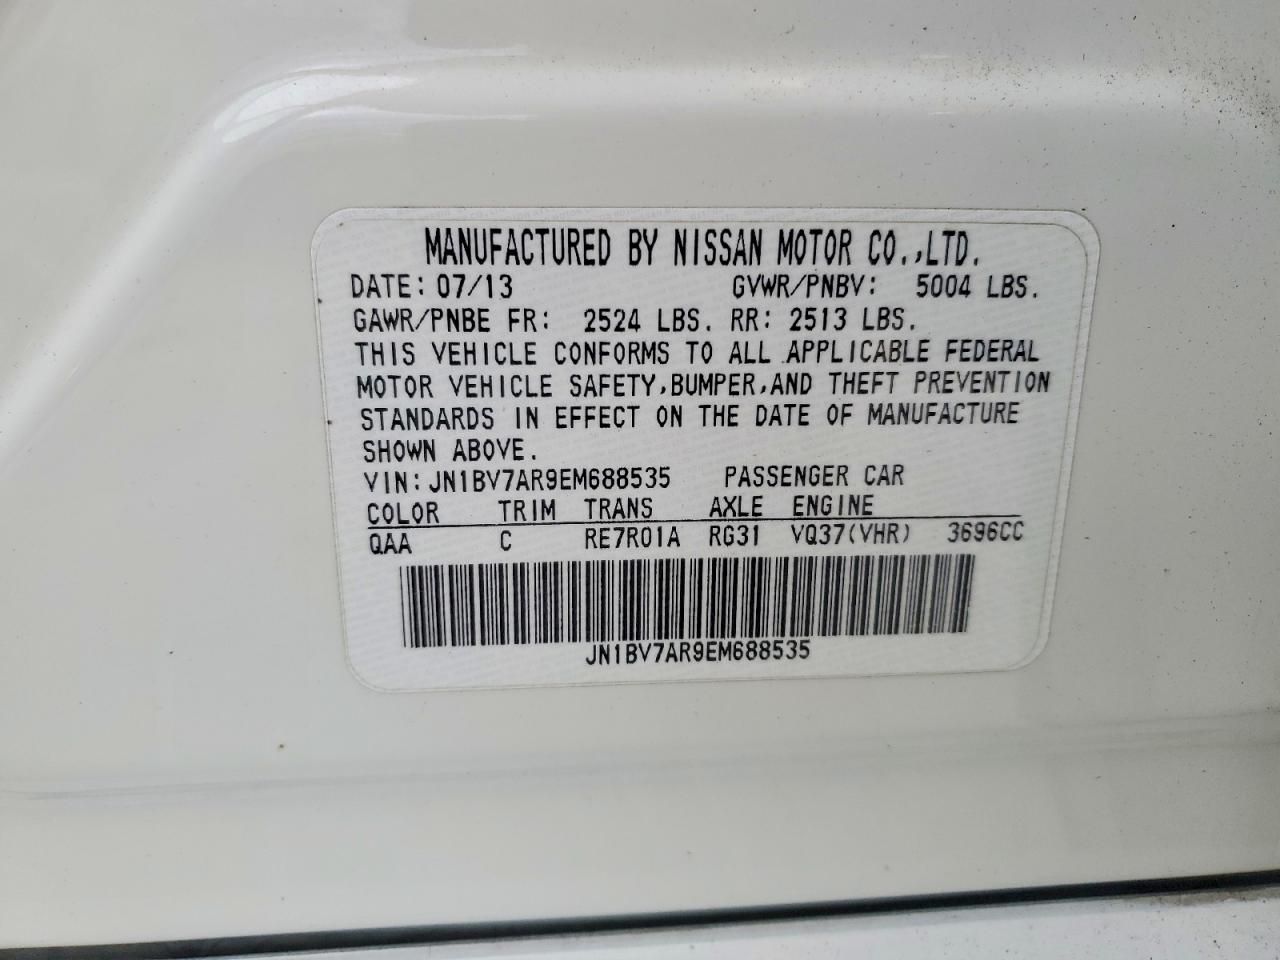 MANUFACTURED BY NISSAN MOTOR CO.,LTD.
DATE: 07/13 GVWR/PNBV: 5004 LBS.
GAWR/PNBE FR: 2524 LBS. RR: 2513 LBS.
THIS VEHICLE CONFORMS TO ALL APPLICABLE FEDERAL
MOTOR VEHICLE SAFETY,BUMPER,AND THEFT PREVENTION
STANDARDS IN EFFECT ON THE DATE OF MANUFACTURE
SHOWN ABOVE.
VIN: JN1BV7AR9EM688535 PASSENGER CAR
COLOR TRIM TRANS AXLE ENGINE
QAA C RE7R01A RG31 VQ37(VHR) 3696CC
JN1BV7AR9EM688535